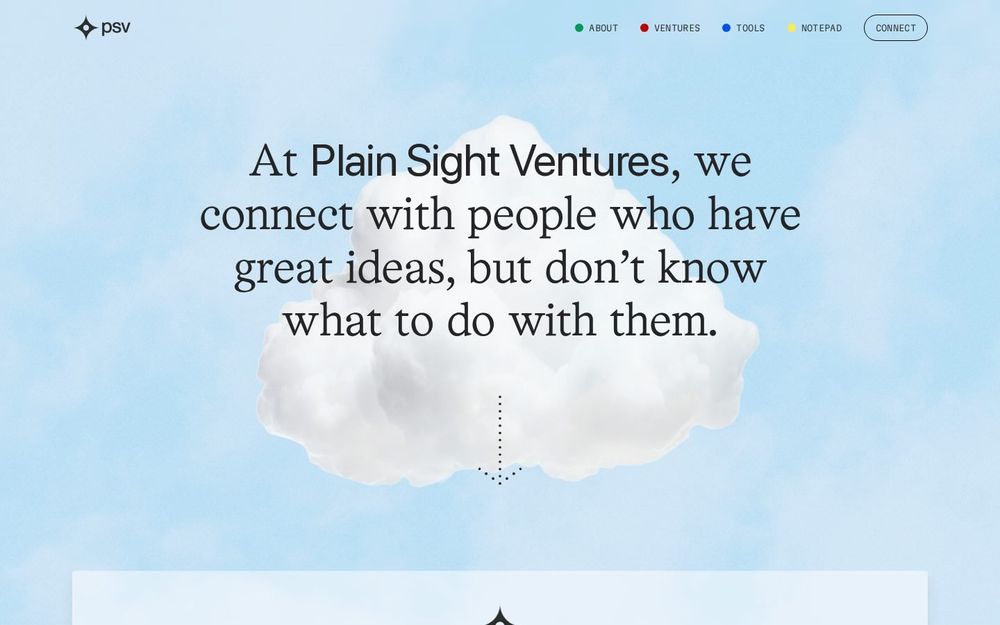 psv
ABOUT
VENTURES
TOOLS
NOTEPAD
CONNECT
At Plain Sight Ventures, we
connect with people who have
great ideas, but don’t know
what to do with them.